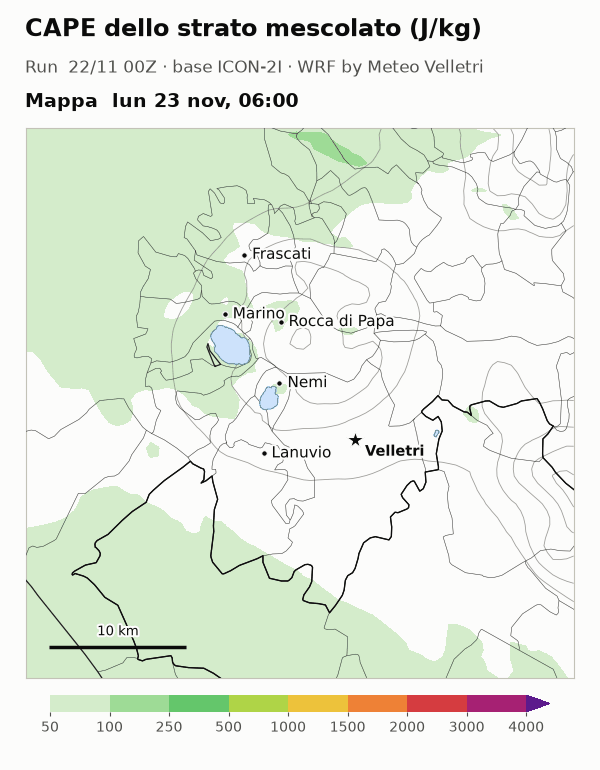 CAPE dello strato mescolato (J/kg)
Run  22/11 00Z · base ICON-2I · WRF by Meteo Velletri
Mappa  lun 23 nov, 06:00
Frascati
Marino
Rocca di Papa
Nemi
Velletri
Lanuvio
10 km
50 100 250 500 1000 1500 2000 3000 4000